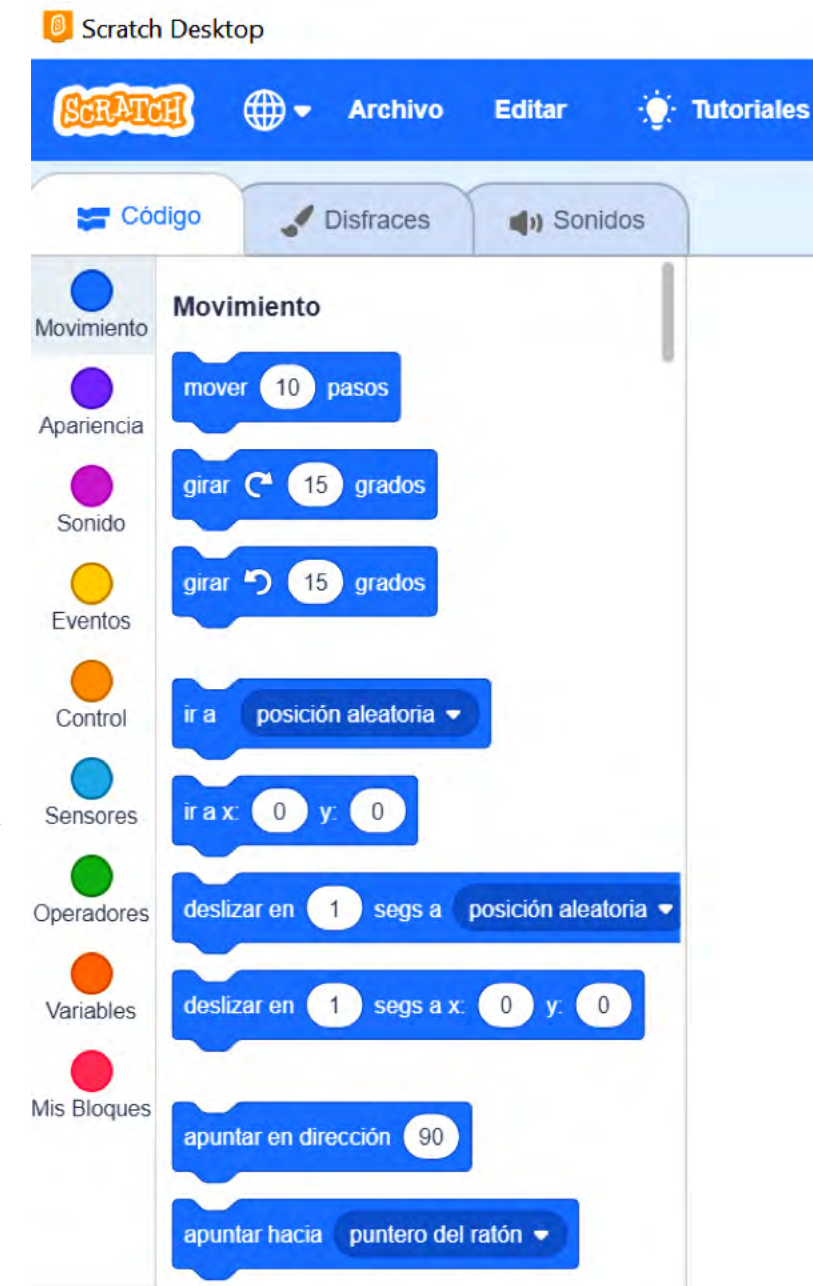 Scratch Desktop
SCRATCH Archivo Editar Tutoriales
Código Disfraces Sonidos
Movimiento
Apariencia
Sonido
Eventos
Control
Sensores
Operadores
Variables
Mis Bloques
Movimiento
mover 10 pasos
girar 15 grados
girar 15 grados
ir a posición aleatoria
ir a x: 0 y: 0
deslizar en 1 segs a posición aleatoria
deslizar en 1 segs a x: 0 y: 0
apuntar en dirección 90
apuntar hacia puntero del ratón